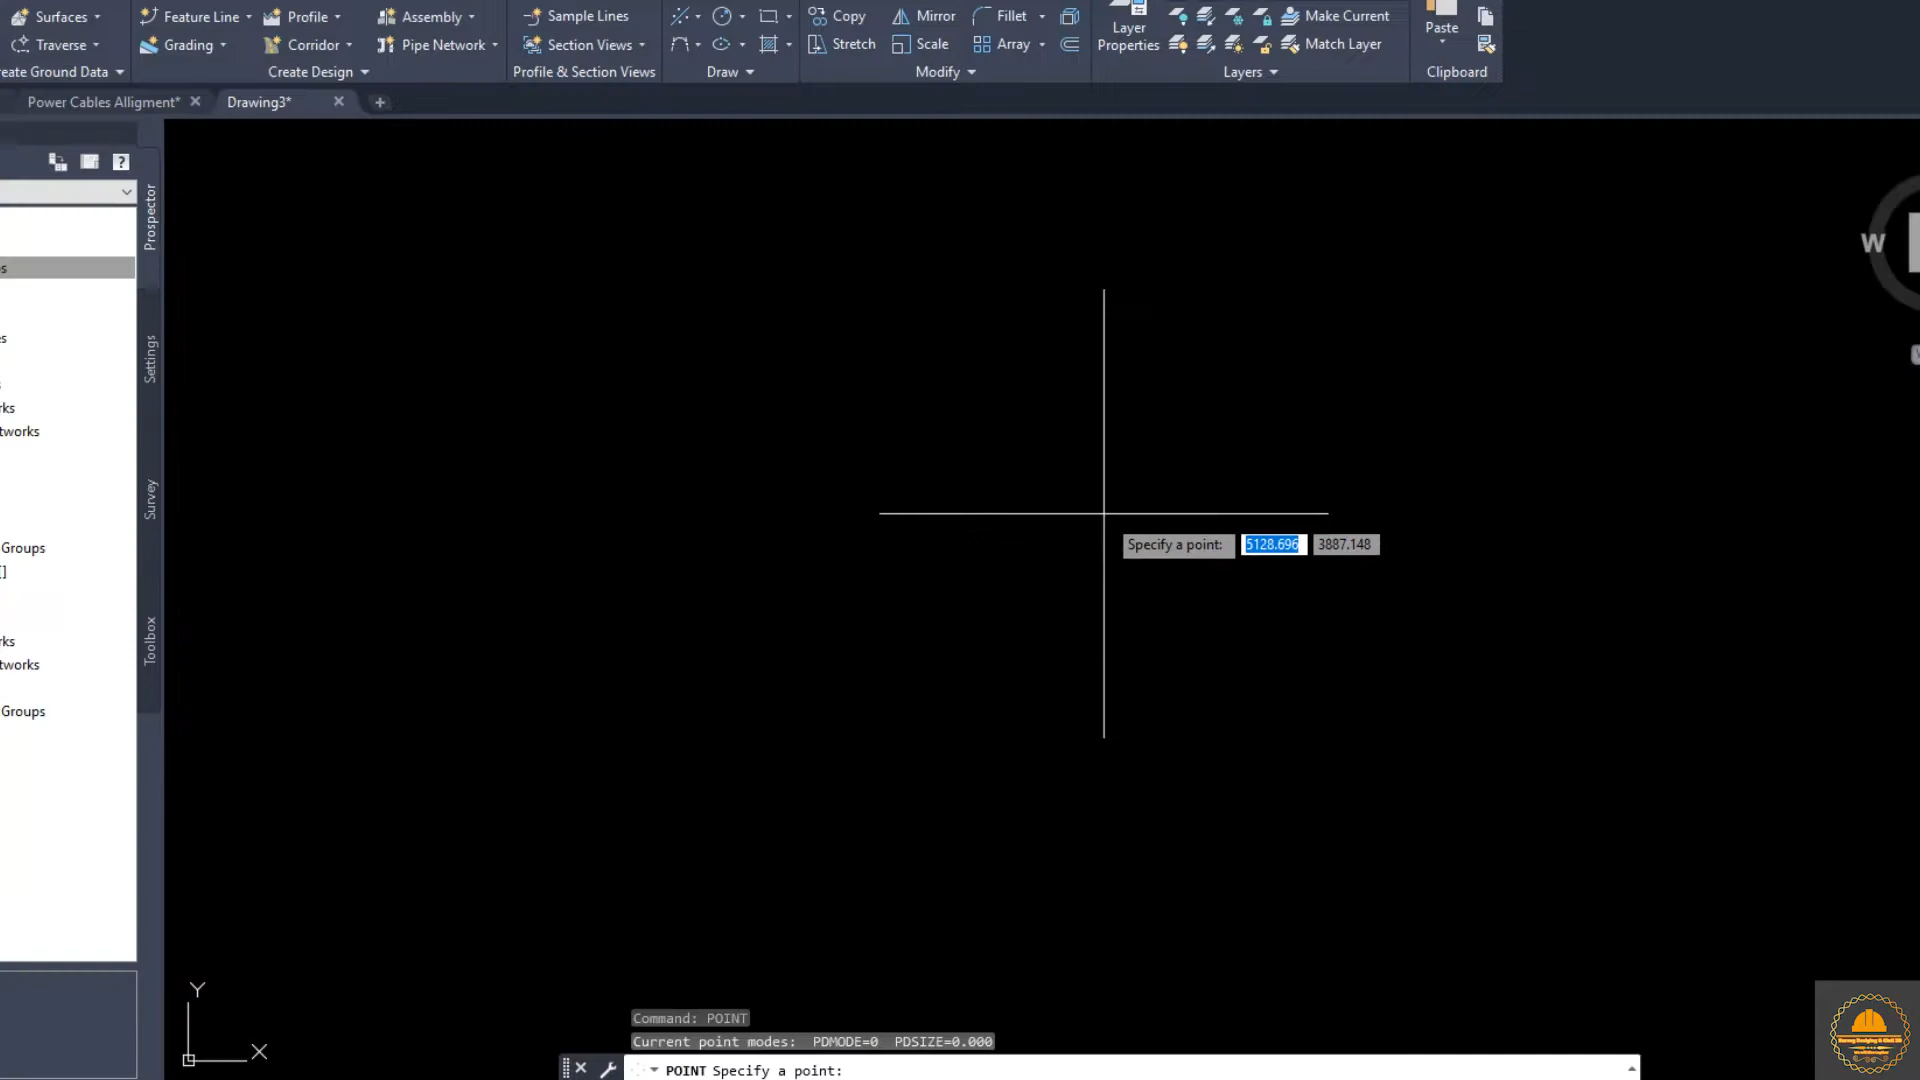 Surfaces Feature Line Profile Assembly Sample Lines Copy Mirror Fillet Make Current
Traverse Grading Corridor Pipe Network Section Views Stretch Scale Array Layer Properties Match Layer Paste
reate Ground Data Create Design Profile & Section Views Draw Modify Layers Clipboard
Power Cables Alligment* Drawing3*
?
Prospector
Settings
Survey
Toolbox
s
es
s
rks
tworks
Groups
[]
rks
tworks
Groups
W
Specify a point: 5128.696 3887.148
Y
X
Command: POINT
Current point modes: PDMODE=0 PDSIZE=0.000
POINT Specify a point: